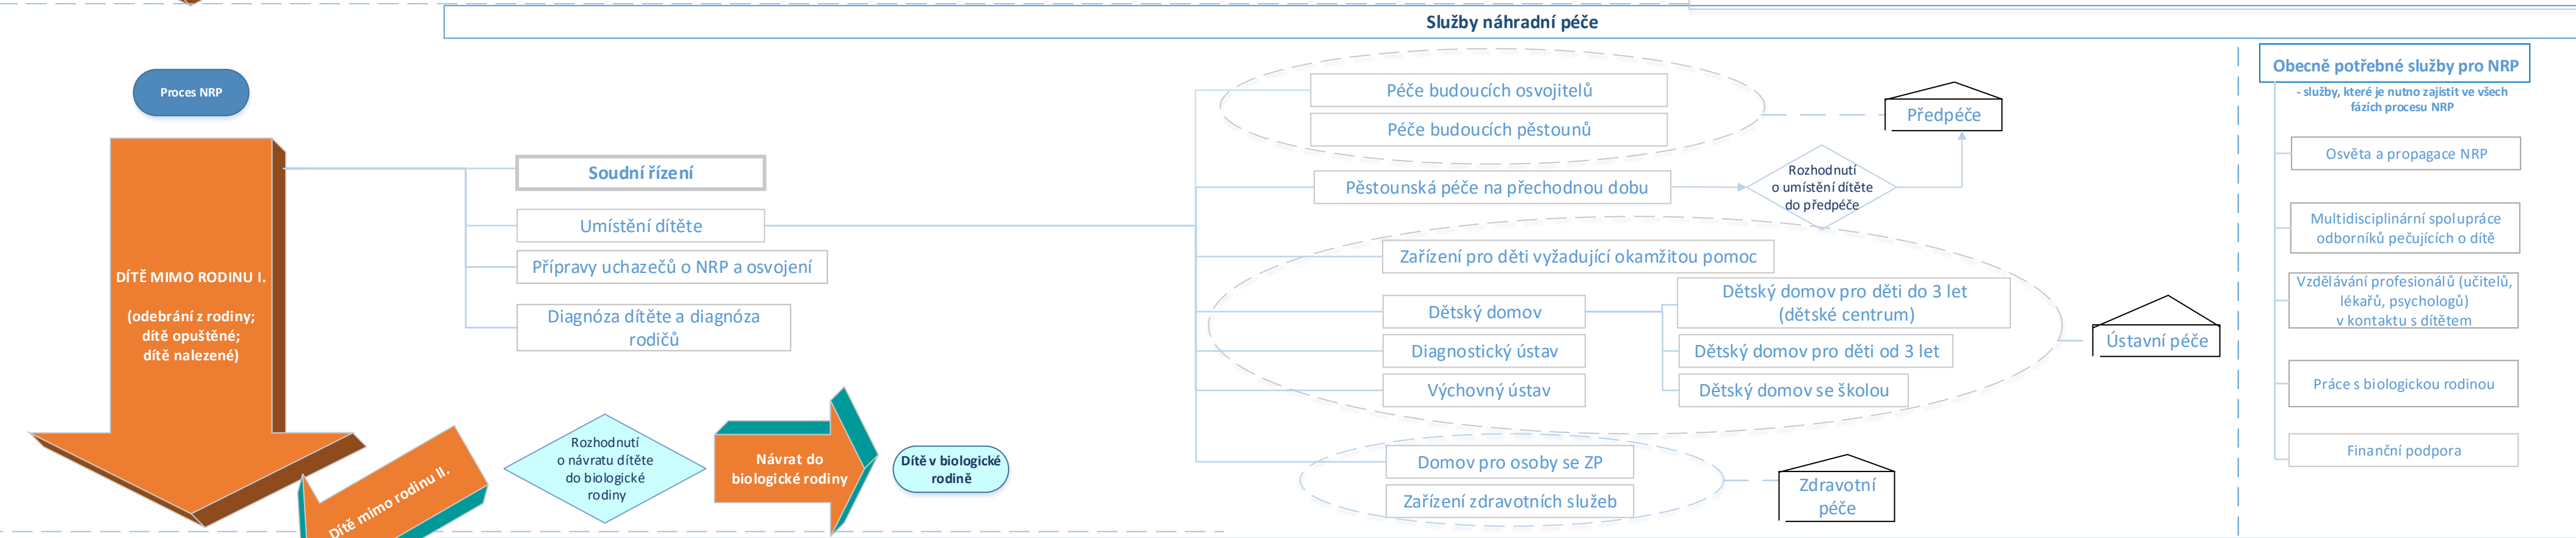 Služby náhradní péče
Proces NRP
DÍTĚ MIMO RODINU I.
(odebrání z rodiny;
dítě opuštěné;
dítě nalezené)
Soudní řízení
Umístění dítěte
Přípravy uchazečů o NRP a osvojení
Diagnóza dítěte a diagnóza
rodičů
Dítě mimo rodinu II.
Rozhodnutí
o návratu dítěte
do biologické
rodiny
Návrat do
biologické rodiny
Dítě v biologické
rodině
Péče budoucích osvojitelů
Péče budoucích pěstounů
Předpéče
Pěstounská péče na přechodnou dobu
Rozhodnutí
o umístění dítěte
do předpéče
Zařízení pro děti vyžadující okamžitou pomoc
Dětský domov
Dětský domov pro děti do 3 let
(dětské centrum)
Diagnostický ústav
Dětský domov pro děti od 3 let
Výchovný ústav
Dětský domov se školou
Ústavní péče
Domov pro osoby se ZP
Zařízení zdravotních služeb
Zdravotní
péče
Obecně potřebné služby pro NRP
- služby, které je nutno zajistit ve všech
fázích procesu NRP
Osvěta a propagace NRP
Multidisciplinární spolupráce
odborníků pečujících o dítě
Vzdělávání profesionálů (učitelů,
lékařů, psychologů)
v kontaktu s dítětem
Práce s biologickou rodinou
Finanční podpora